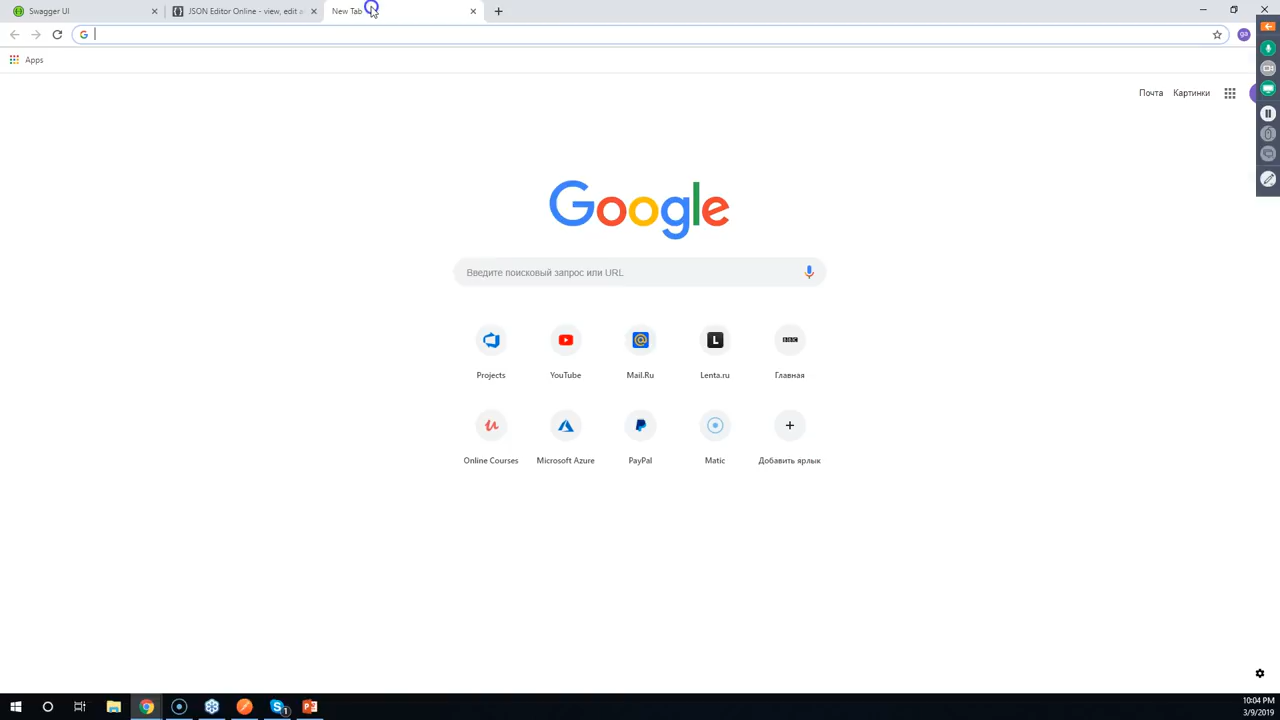 Swagger UI
JSON Editor Online - view, edit a
New Tab
Apps
Почта Картинки
Google
Введите поисковый запрос или URL
Projects YouTube Mail.Ru Lenta.ru Главная
Online Courses Microsoft Azure PayPal Matic Добавить ярлык
10:04 PM
3/9/2019